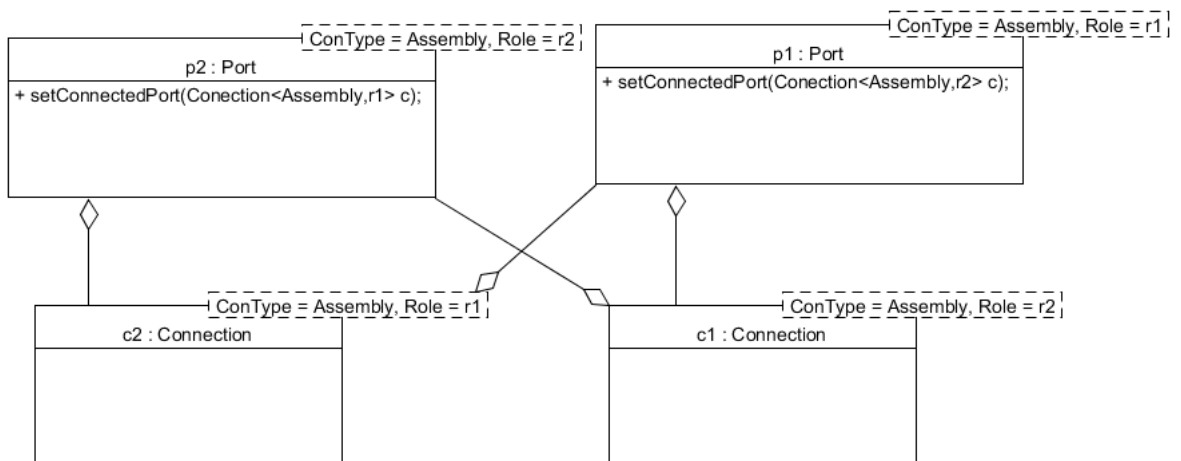 ConType = Assembly, Role = r2
p2 : Port
+ setConnectedPort(Conection<Assembly,r1> c);
ConType = Assembly, Role = r1
p1 : Port
+ setConnectedPort(Conection<Assembly,r2> c);
ConType = Assembly, Role = r1
c2 : Connection
ConType = Assembly, Role = r2
c1 : Connection